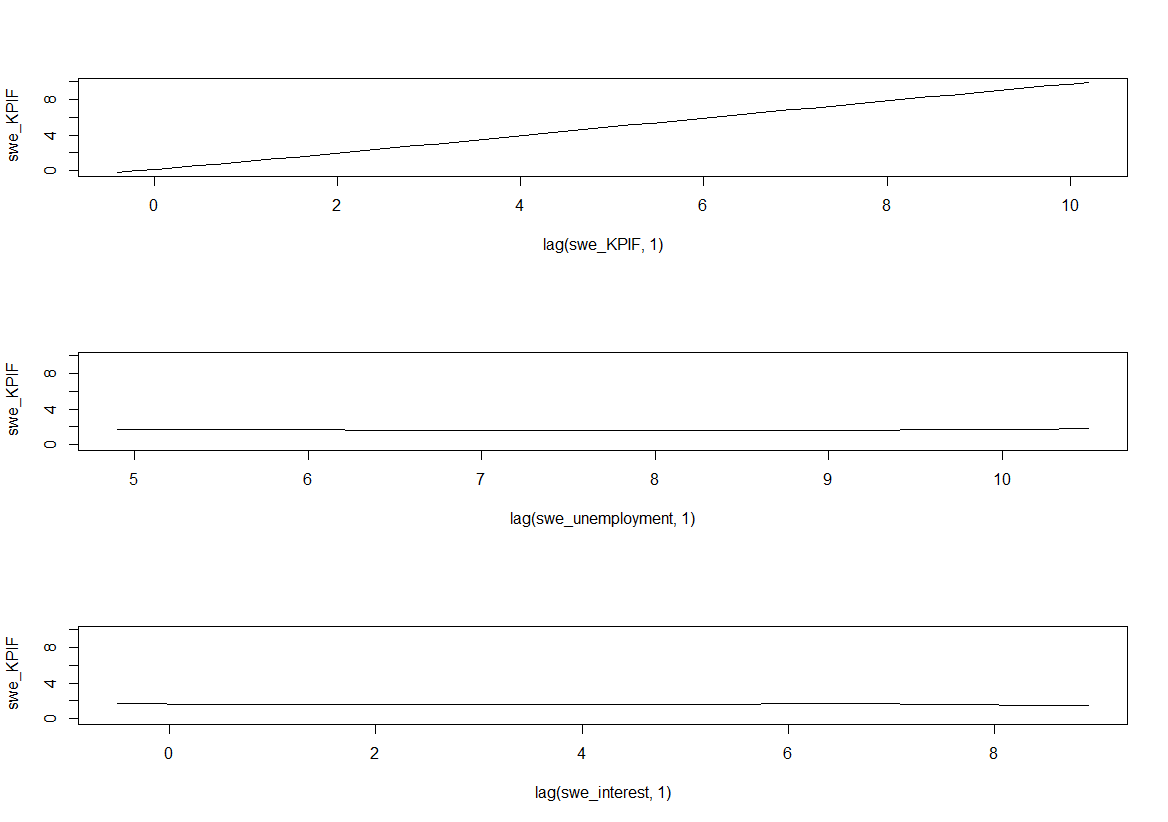 swe_KPIF
0 4 8
0 2 4 6 8 10
lag(swe_KPIF, 1)
swe_KPIF
0 4 8
5 6 7 8 9 10
lag(swe_unemployment, 1)
swe_KPIF
0 4 8
0 2 4 6 8
lag(swe_interest, 1)